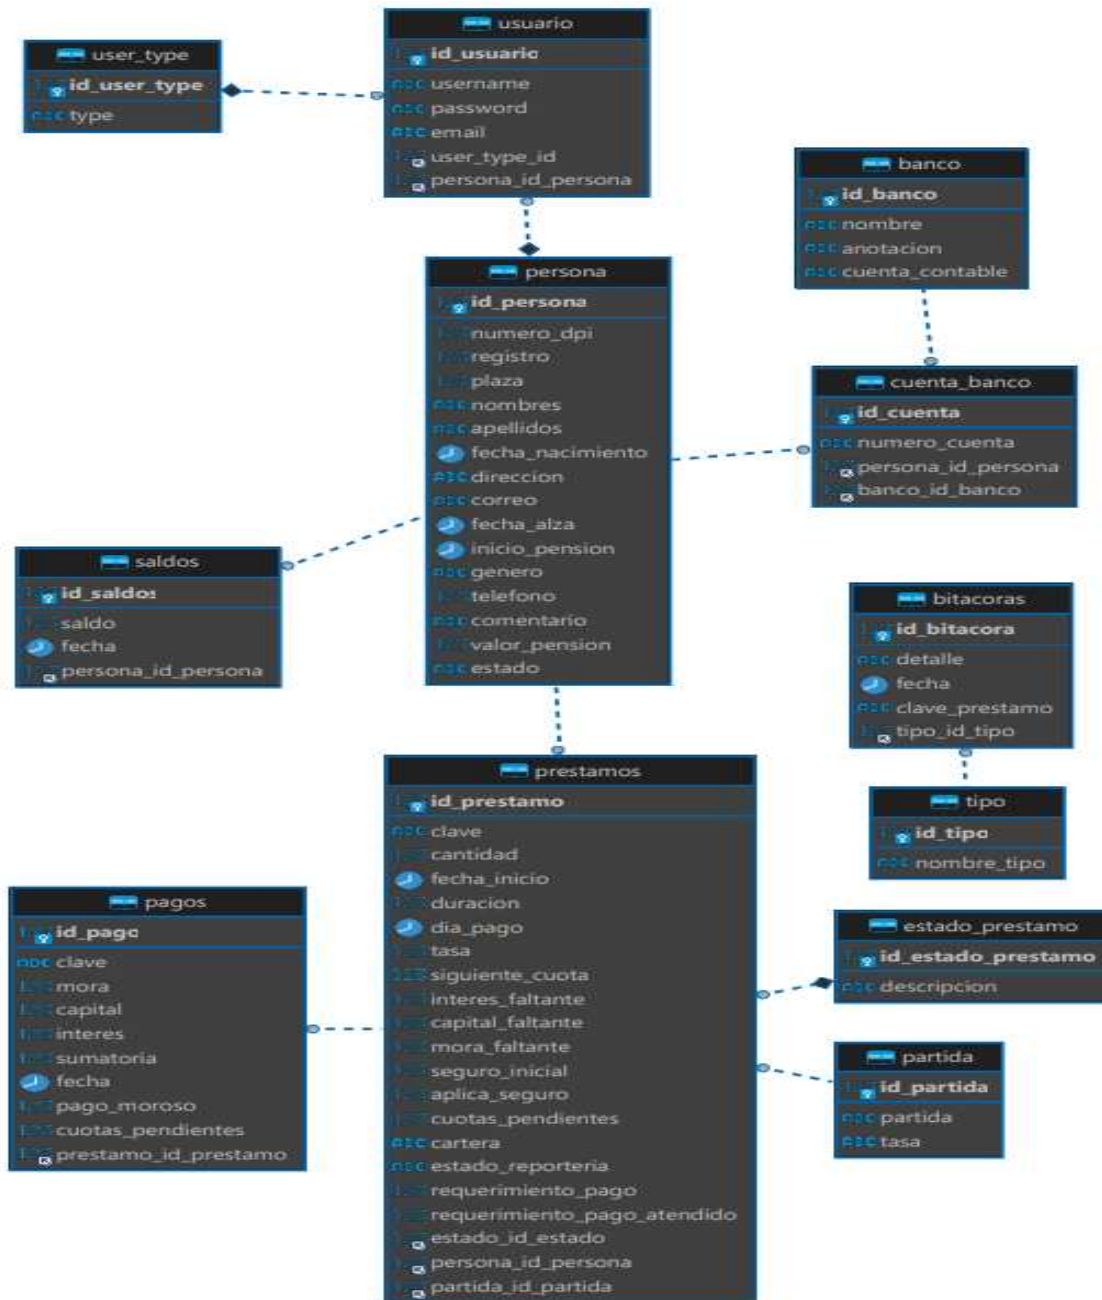 user_type
id_user_type
type
usuario
id_usuario
username
password
email
user_type_id
persona_id_persona
banco
id_banco
nombre
anotacion
cuenta_contable
persona
id_persona
numero_dpi
registro
plaza
nombres
apellidos
fecha_nacimiento
direccion
correo
fecha_alza
inicio_pension
genero
telefono
comentario
valor_pension
estado
cuenta_banco
id_cuenta
numero_cuenta
persona_id_persona
banco_id_banco
saldos
id_saldos
saldo
fecha
persona_id_persona
bitacoras
id_bitacora
detalle
fecha
clave_prestamo
tipo_id_tipo
tipo
id_tipo
nombre_tipo
prestamos
id_prestamo
clave
cantidad
fecha_inicio
duracion
dia_pago
tasa
siguiente_cuota
interes_faltante
capital_faltante
mora_faltante
seguro_inicial
aplica_seguro
cuotas_pendientes
cartera
estado_reporteria
requerimiento_pago
requerimiento_pago_atendido
estado_id_estado
persona_id_persona
partida_id_partida
pagos
id_pago
clave
mora
capital
interes
sumatoria
fecha
pago_moroso
cuotas_pendientes
prestamo_id_prestamo
estado_prestamo
id_estado_prestamo
descripcion
partida
id_partida
partida
tasa